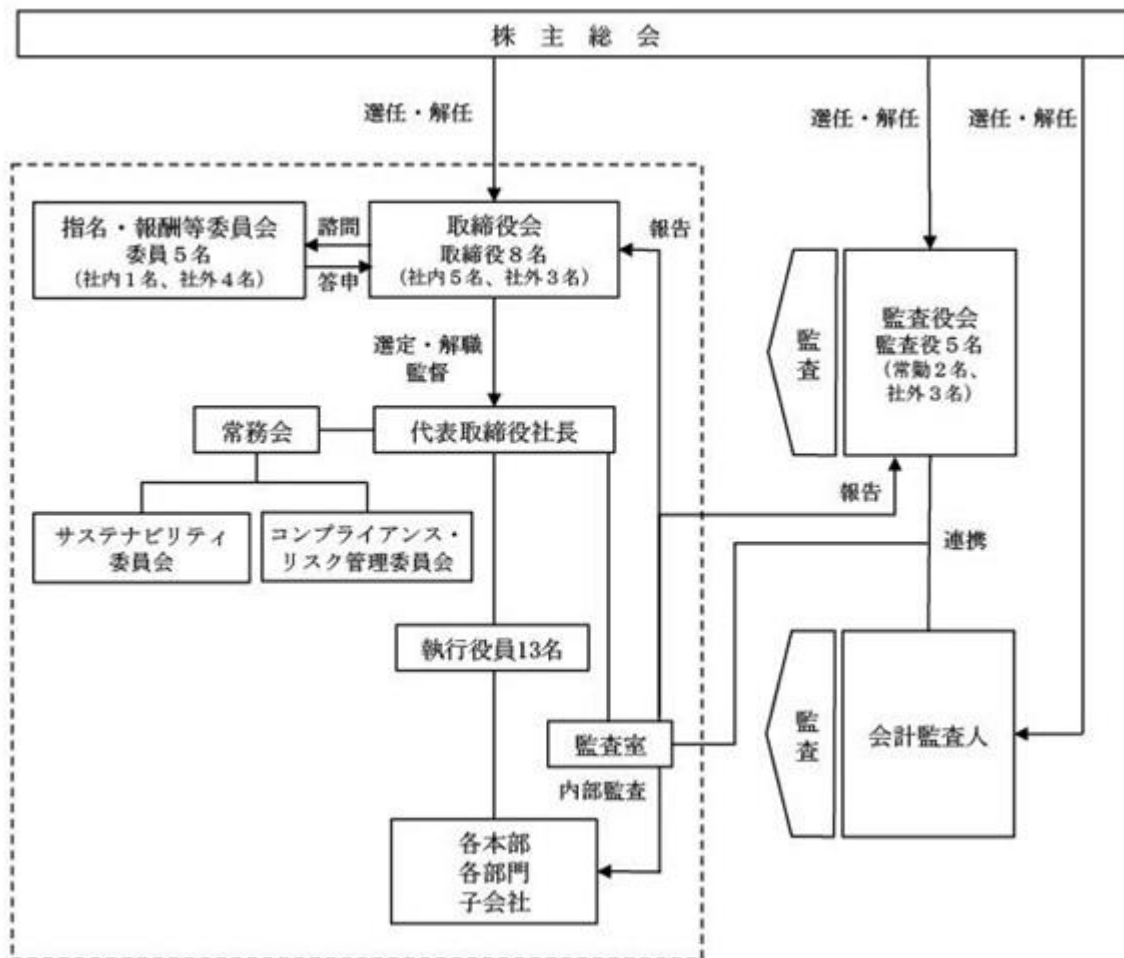 株主総会
選任・解任
選任・解任
選任・解任
指名・報酬等委員会
委員5名
(社内1名、社外4名)
諮問
答申
取締役会
取締役8名
(社内5名、社外3名)
報告
監査
監査役会
監査役5名
(常勤2名、
社外3名)
選定・解職
監督
常務会
代表取締役社長
報告
サステナビリティ
委員会
コンプライアンス・
リスク管理委員会
連携
執行役員13名
監査室
内部監査
監査
会計監査人
各本部
各部門
子会社